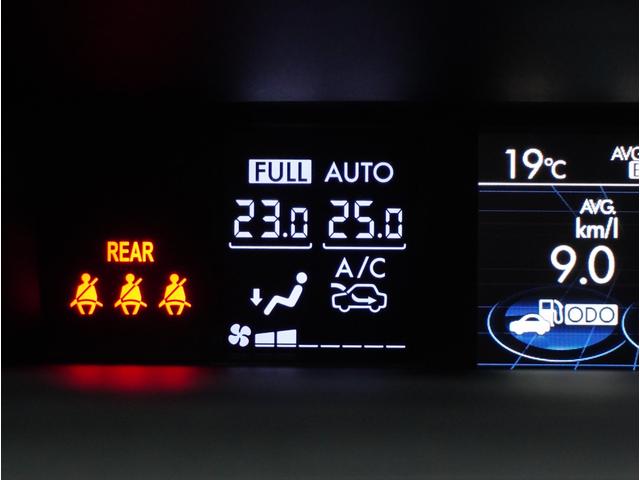 REAR
FULL AUTO
23.0 25.0
A/C
19°C
AVG.
AVG.
km/l
9.0
ODO